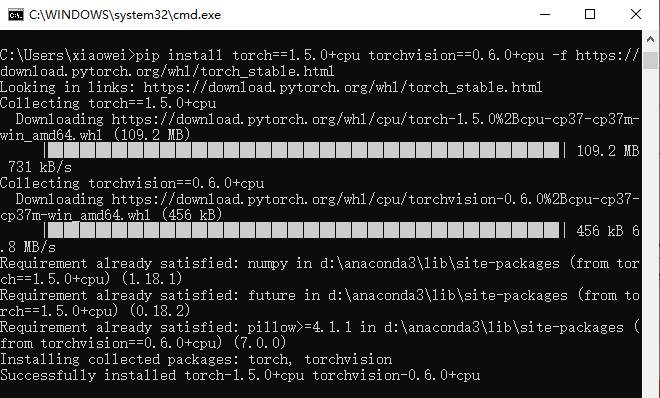 C:\WINDOWS\system32\cmd.exe
C:\Users\xiaowei>pip install torch==1.5.0+cpu torchvision==0.6.0+cpu -f https://
download.pytorch.org/whl/torch_stable.html
Looking in links: https://download.pytorch.org/whl/torch_stable.html
Collecting torch==1.5.0+cpu
  Downloading https://download.pytorch.org/whl/cpu/torch-1.5.0%2Bcpu-cp37-cp37m-
win_amd64.whl (109.2 MB)
     |████████████████████████████████| 109.2 MB
 731 kB/s
Collecting torchvision==0.6.0+cpu
  Downloading https://download.pytorch.org/whl/cpu/torchvision-0.6.0%2Bcpu-cp37-
cp37m-win_amd64.whl (456 kB)
     |████████████████████████████████| 456 kB 6
.8 MB/s
Requirement already satisfied: numpy in d:\anaconda3\lib\site-packages (from tor
ch==1.5.0+cpu) (1.18.1)
Requirement already satisfied: future in d:\anaconda3\lib\site-packages (from to
rch==1.5.0+cpu) (0.18.2)
Requirement already satisfied: pillow>=4.1.1 in d:\anaconda3\lib\site-packages (
from torchvision==0.6.0+cpu) (7.0.0)
Installing collected packages: torch, torchvision
Successfully installed torch-1.5.0+cpu torchvision-0.6.0+cpu